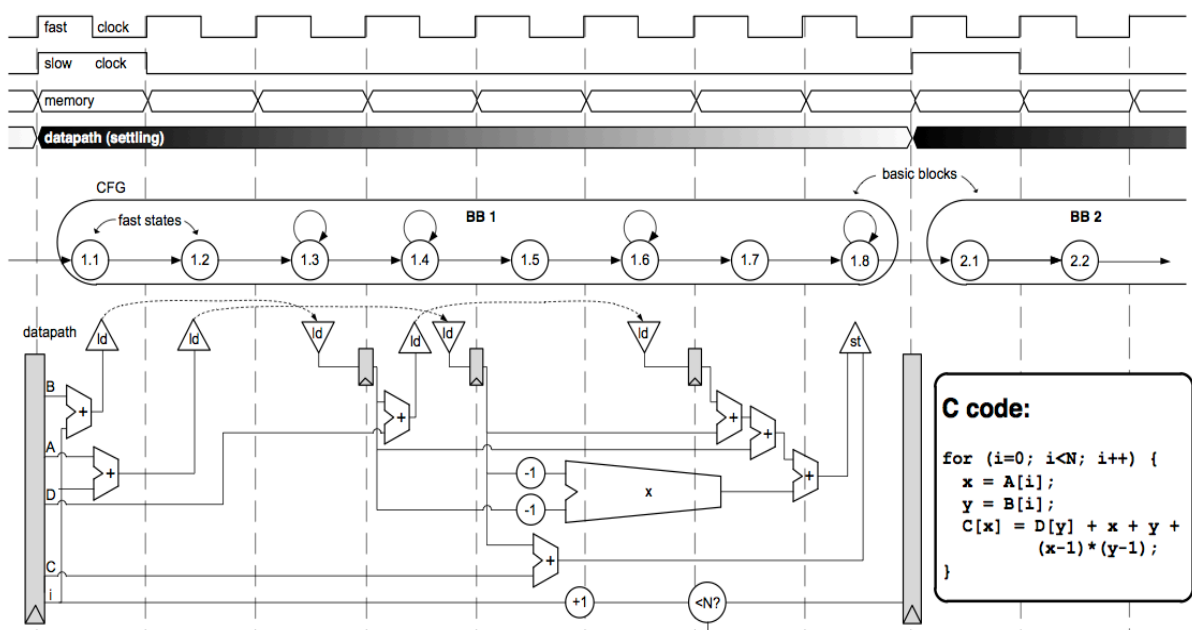 fast clock
slow clock
memory
datapath (settling)
basic blocks
CFG
BB 1
BB 2
fast states
1.1 1.2 1.3 1.4 1.5 1.6 1.7 1.8 2.1 2.2
datapath
ld ld ld ld ld ld st
B
+
A
+
D
+
+
+
-1
x
+
-1
+
C
i
+1
<N?
C code:
for (i=0; i<N; i++) {
x = A[i];
y = B[i];
C[x] = D[y] + x + y +
(x-1)*(y-1);
}